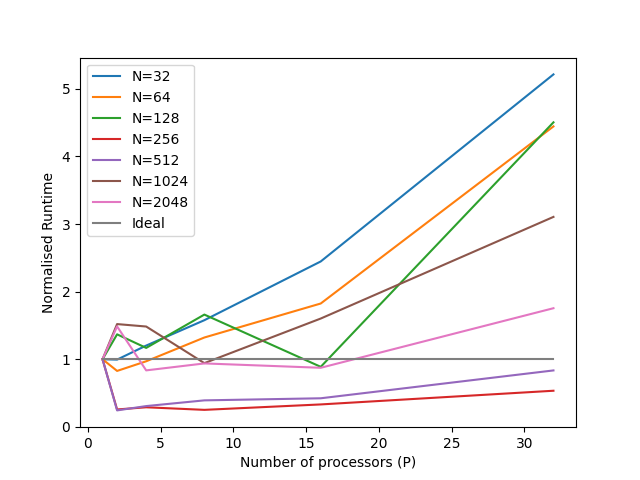 N=32
N=64
N=128
N=256
N=512
N=1024
N=2048
Ideal
Normalised Runtime
5
4
3
2
1
0
0 5 10 15 20 25 30
Number of processors (P)